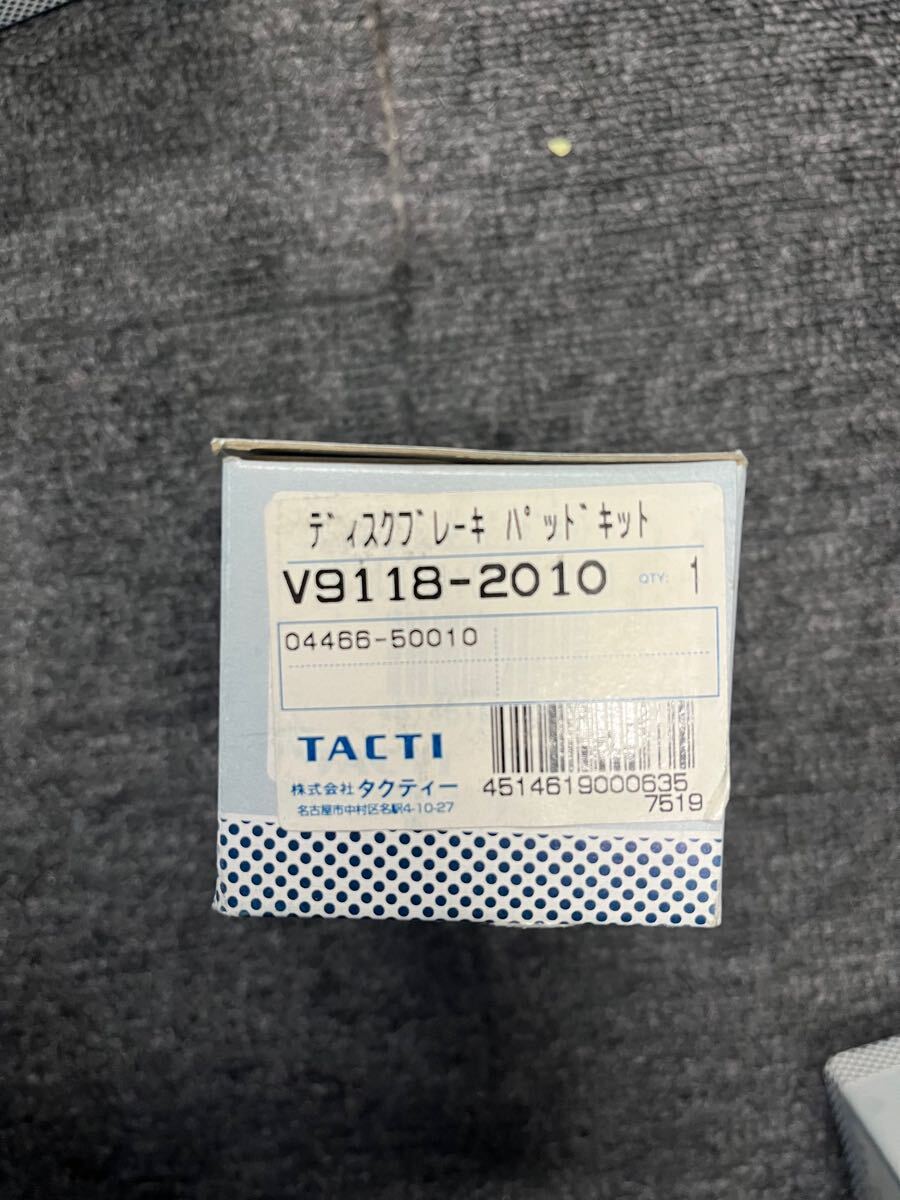 ディスクブレーキ パッドキット
V9118-2010 QTY: 1
04466-50010
TACTI
株式会社 タクティー
名古屋市中村区名駅4-10-27
4514619000635
7519